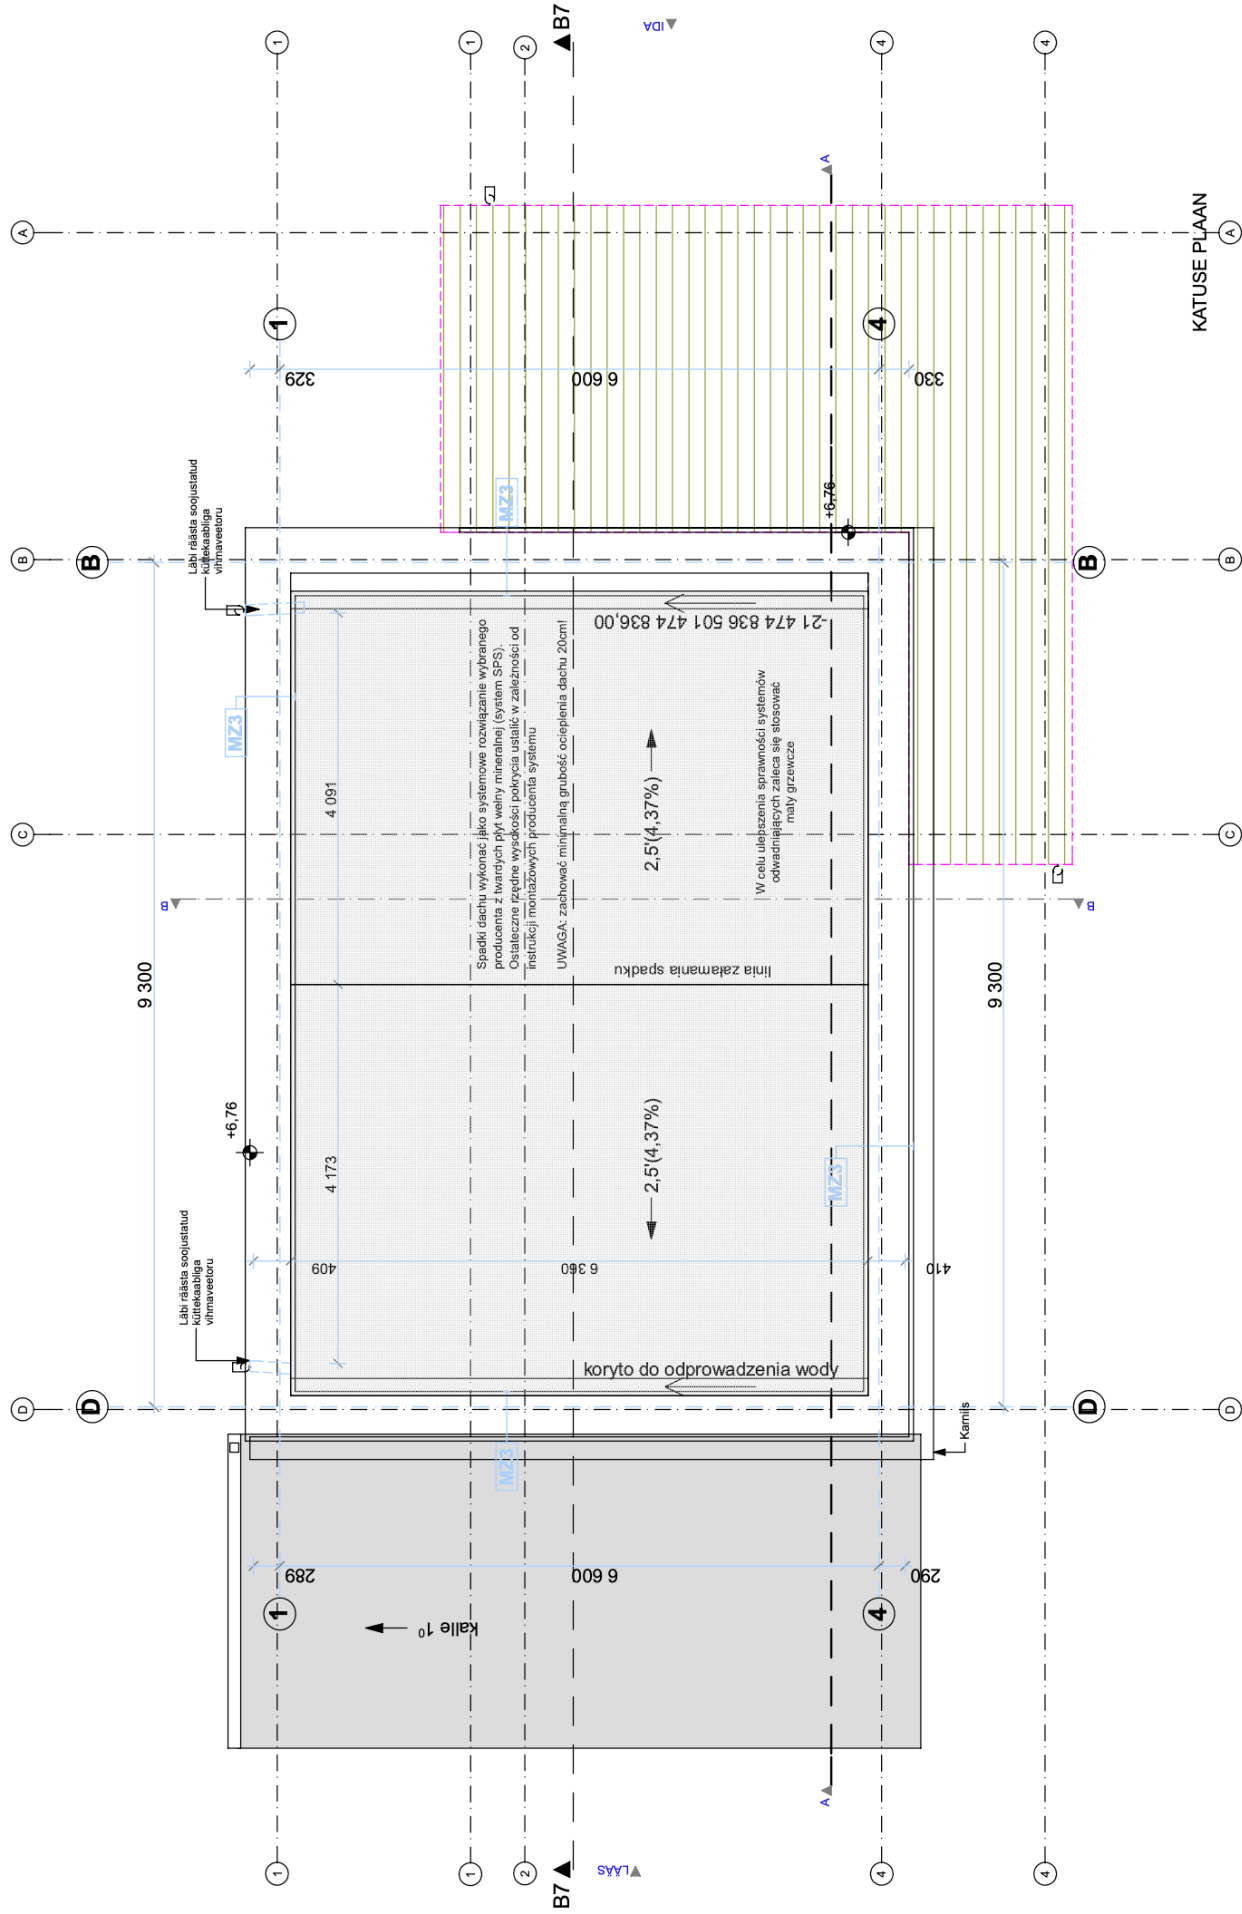 KATUSE PLAAN
IDA
LÄÄS
B7
B7
1
1
2
4
4
1
1
2
4
4
A
B
C
D
A
B
C
D
1
4
1
4
B
D
B
D
A
A
B
B
Läbi räästa soojustatud
küttekaabliga
vihmaveetoru
Läbi räästa soojustatud
küttekaabliga
vihmaveetoru
329
6 600
330
289
6 600
290
9 300
9 300
MZ3
MZ3
MZ3
MZ3
+6,76
+6,76
4 091
4 173
409
6 360
410
Spadki dachu wykonać jako systemowe rozwiązanie wybranego
producenta z twardych płyt wełny mineralnej (system SPS).
Ostateczne rzędne wysokości pokrycia ustalić w zależności od
instrukcji montażowych producenta systemu
UWAGA: zachować minimalną grubość ocieplenia dachu 20cm!
-21 474 836 501 474 836,00
2,5'(4,37%)
2,5'(4,37%)
W celu ulepszenia sprawności systemów
odwadniających zaleca się stosować
maty grzewcze
linia załamania spadku
koryto do odprowadzenia wody
Karniis
kalle 1⁰